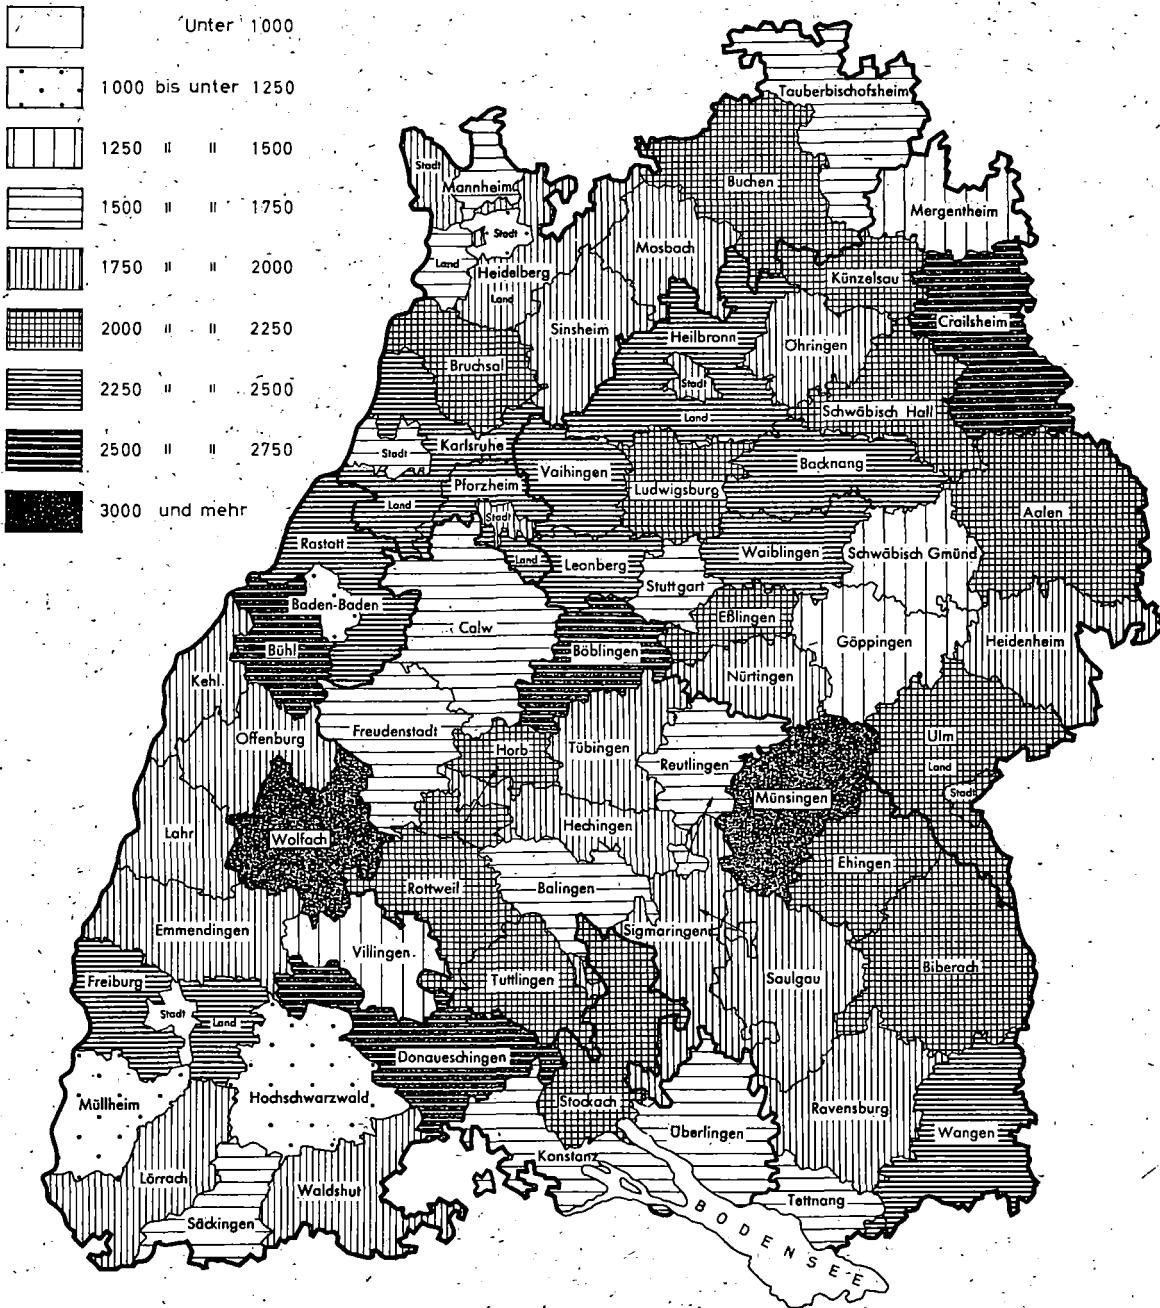 Unter 1000
1000 bis unter 1250
1250 " " 1500
1500 " " 1750
1750 " " 2000
2000 " " 2250
2250 " " 2500
2500 " " 2750
3000 und mehr
Tauberbischofsheim
Stadt
Mannheim
Buchen
Mergentheim
Stadt
Mosbach
Land
Heidelberg
Land
Künzelsau
Sinsheim
Heilbronn
Öhringen
Crailsheim
Bruchsal
Stadt
Land
Schwäbisch Hall
Karlsruhe
Stadt
Vaihingen
Backnang
Pforzheim
Ludwigsburg
Land
Stadt
Aalen
Rastatt
Land
Leonberg
Waiblingen
Schwäbisch Gmünd
Stuttgart
Baden-Baden
Calw
Eßlingen
Bühl
Böblingen
Göppingen
Heidenheim
Kehl
Nürtingen
Offenburg
Freudenstadt
Horb
Tübingen
Reutlingen
Ulm
Land
Stadt
Münsingen
Lahr
Wolfach
Hechingen
Ehingen
Rottweil
Balingen
Emmendingen
Villingen
Sigmaringen
Freiburg
Tuttlingen
Saulgau
Biberach
Stadt
Land
Donaueschingen
Müllheim
Hochschwarzwald
Stockach
Ravensburg
Überlingen
Wangen
Konstanz
Lörrach
Waldshut
Tettnang
Säckingen
BODENSEE